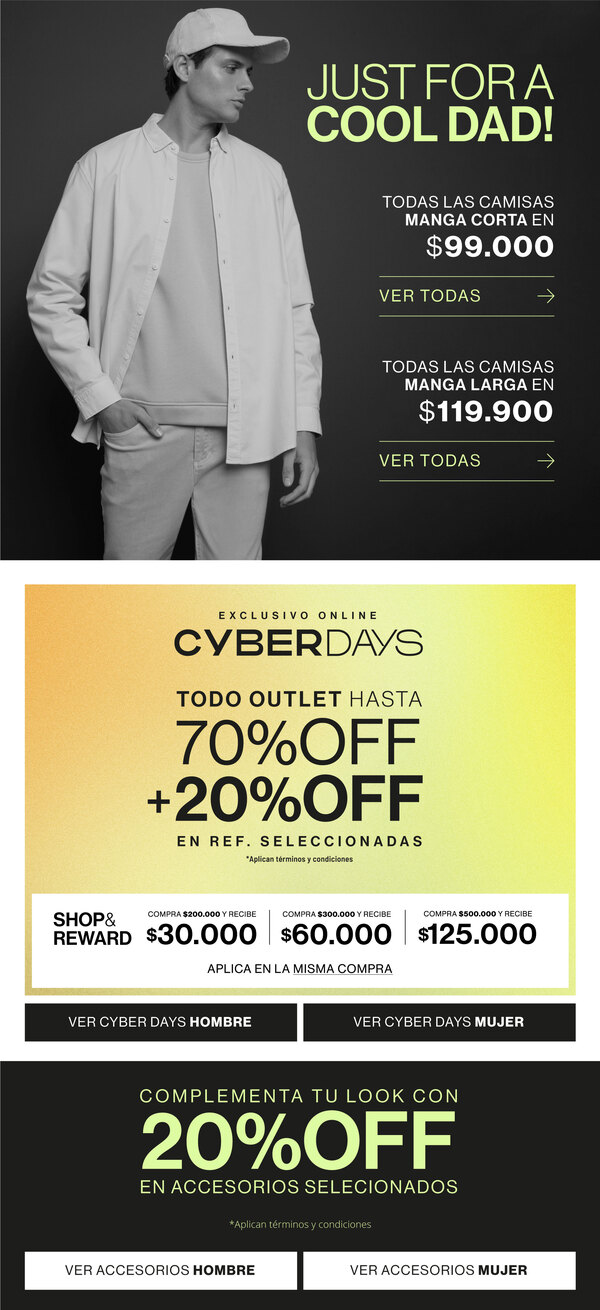 JUST FOR A
COOL DAD!
TODAS LAS CAMISAS
MANGA CORTA EN
$99.000
VER TODAS
TODAS LAS CAMISAS
MANGA LARGA EN
$119.900
VER TODAS
EXCLUSIVO ONLINE
CYBERDAYS
TODO OUTLET HASTA
70%OFF
+20%OFF
EN REF. SELECCIONADAS
*Aplican términos y condiciones
SHOP&
REWARD
COMPRA $200.000 Y RECIBE
$30.000
COMPRA $300.000 Y RECIBE
$60.000
COMPRA $500.000 Y RECIBE
$125.000
APLICA EN LA MISMA COMPRA
VER CYBER DAYS HOMBRE
VER CYBER DAYS MUJER
COMPLEMENTA TU LOOK CON
20%OFF
EN ACCESORIOS SELECIONADOS
*Aplican términos y condiciones
VER ACCESORIOS HOMBRE
VER ACCESORIOS MUJER